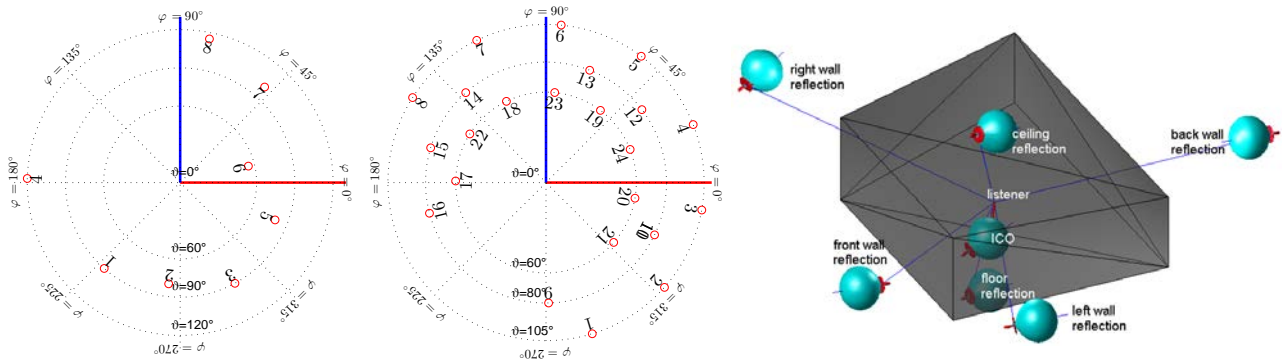 φ = 90°
8
φ = 135°
φ = 45°
7
6
ϑ=0°
φ = 180°
4
φ = 0°
5
ϑ=60°
1
2
3
ϑ=90°
φ = 225°
φ = 315°
ϑ=120°
φ = 270°
φ = 90°
6
7
5
φ = 135°
φ = 45°
13
8
14
18
23
19
12
4
22
15
24
ϑ=0°
φ = 180°
17
φ = 0°
20
16
3
21
ϑ=60°
2
ϑ=80°
6
φ = 225°
φ = 315°
1
ϑ=105°
φ = 270°
right wall
reflection
ceiling
reflection
back wall
reflection
listener
ICO
front wall
reflection
floor
reflection
left wall
reflection